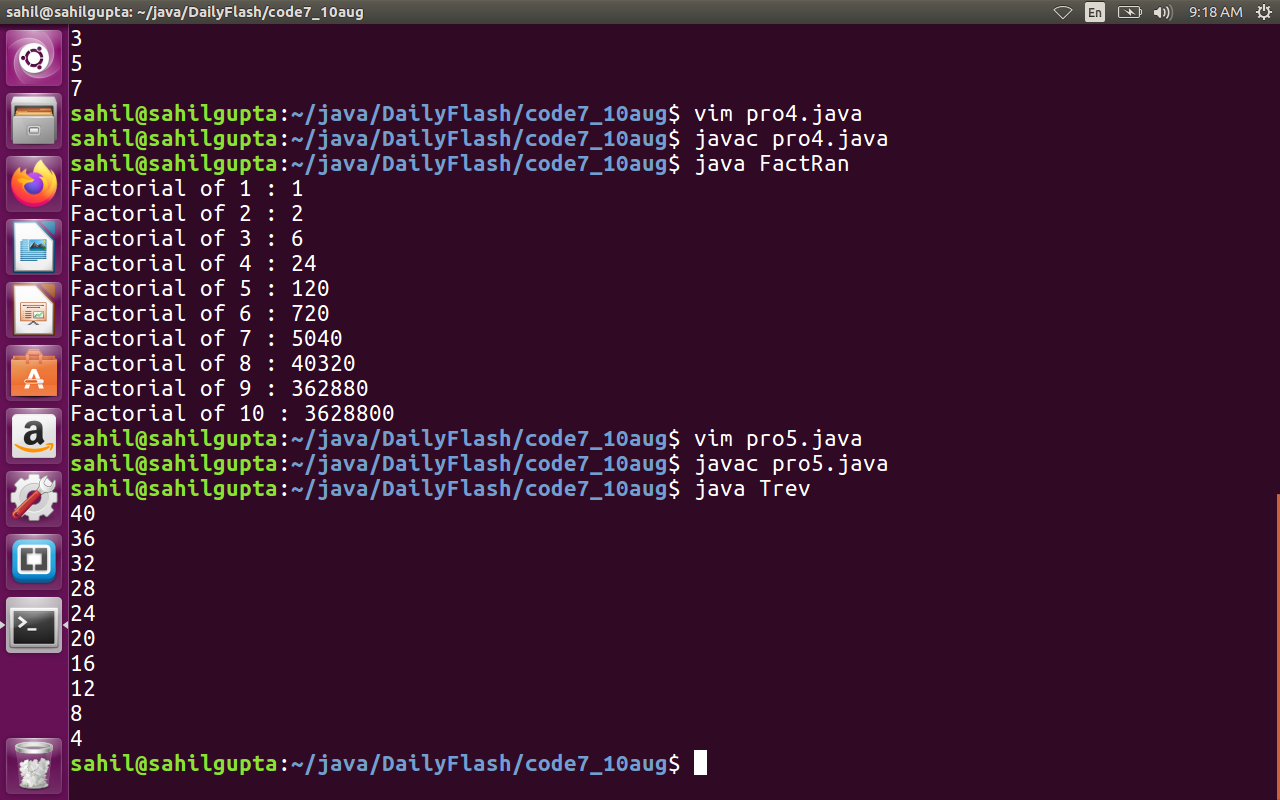 sahil@sahilgupta: ~/java/DailyFlash/code7_10aug
En
9:18 AM
3
5
7
sahil@sahilgupta:~/java/DailyFlash/code7_10aug$ vim pro4.java
sahil@sahilgupta:~/java/DailyFlash/code7_10aug$ javac pro4.java
sahil@sahilgupta:~/java/DailyFlash/code7_10aug$ java FactRan
Factorial of 1 : 1
Factorial of 2 : 2
Factorial of 3 : 6
Factorial of 4 : 24
Factorial of 5 : 120
Factorial of 6 : 720
Factorial of 7 : 5040
Factorial of 8 : 40320
Factorial of 9 : 362880
Factorial of 10 : 3628800
sahil@sahilgupta:~/java/DailyFlash/code7_10aug$ vim pro5.java
sahil@sahilgupta:~/java/DailyFlash/code7_10aug$ javac pro5.java
sahil@sahilgupta:~/java/DailyFlash/code7_10aug$ java Trev
40
36
32
28
24
20
16
12
8
4
sahil@sahilgupta:~/java/DailyFlash/code7_10aug$